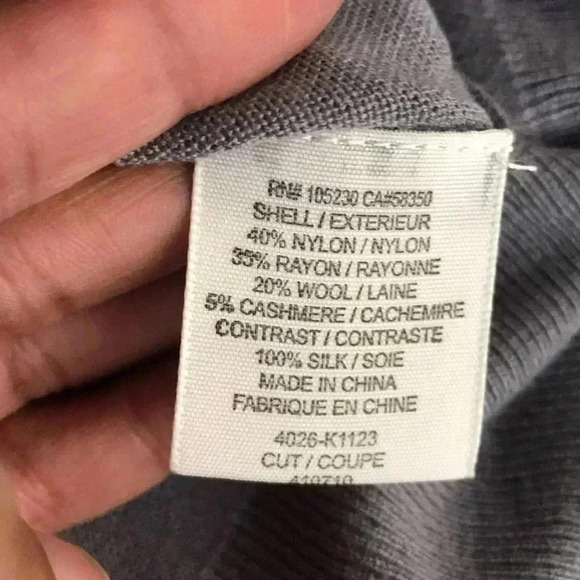 RN# 105230 CA#58350
SHELL / EXTERIEUR
40% NYLON / NYLON
35% RAYON / RAYONNE
20% WOOL / LAINE
5% CASHMERE / CACHEMIRE
CONTRAST / CONTRASTE
100% SILK / SOIE
MADE IN CHINA
FABRIQUE EN CHINE
4026-K1123
CUT / COUPE